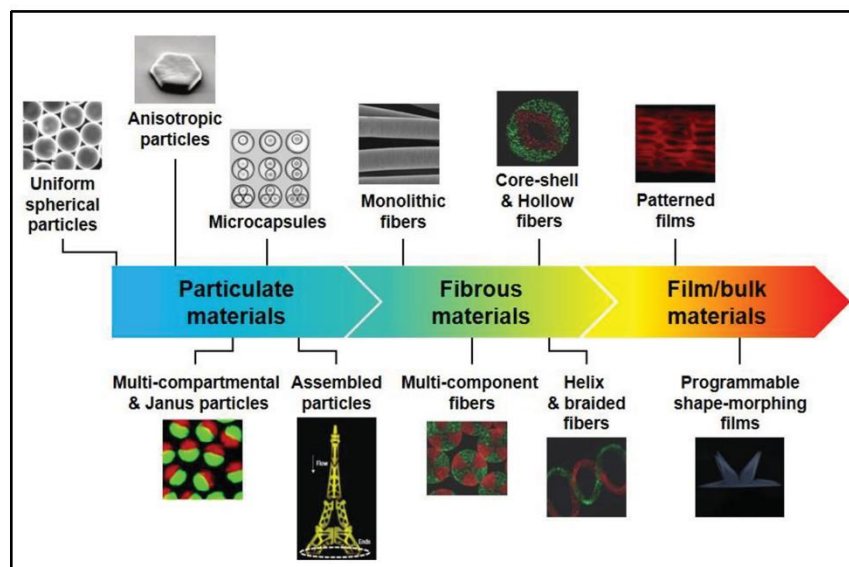 Anisotropic
particles
Uniform
spherical
particles
Microcapsules
Monolithic
fibers
Core-shell
& Hollow
fibers
Patterned
films
Particulate
materials
Fibrous
materials
Film/bulk
materials
Multi-compartmental
& Janus particles
Assembled
particles
Flow
Ends
Multi-component
fibers
Helix
& braided
fibers
Programmable
shape-morphing
films